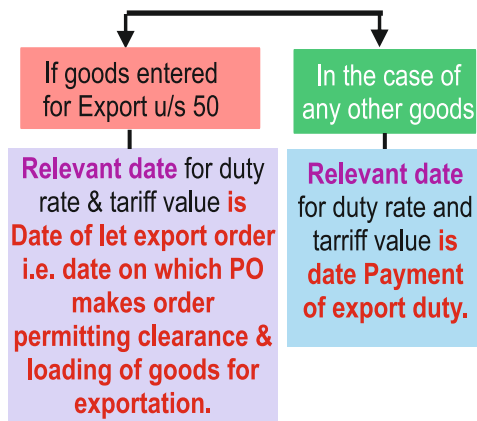 If goods entered
for Export u/s 50
In the case of
any other goods
Relevant date for duty
rate & tariff value is
Date of let export order
i.e. date on which PO
makes order
permitting clearance &
loading of goods for
exportation.
Relevant date
for duty rate and
tarriff value is
date Payment
of export duty.